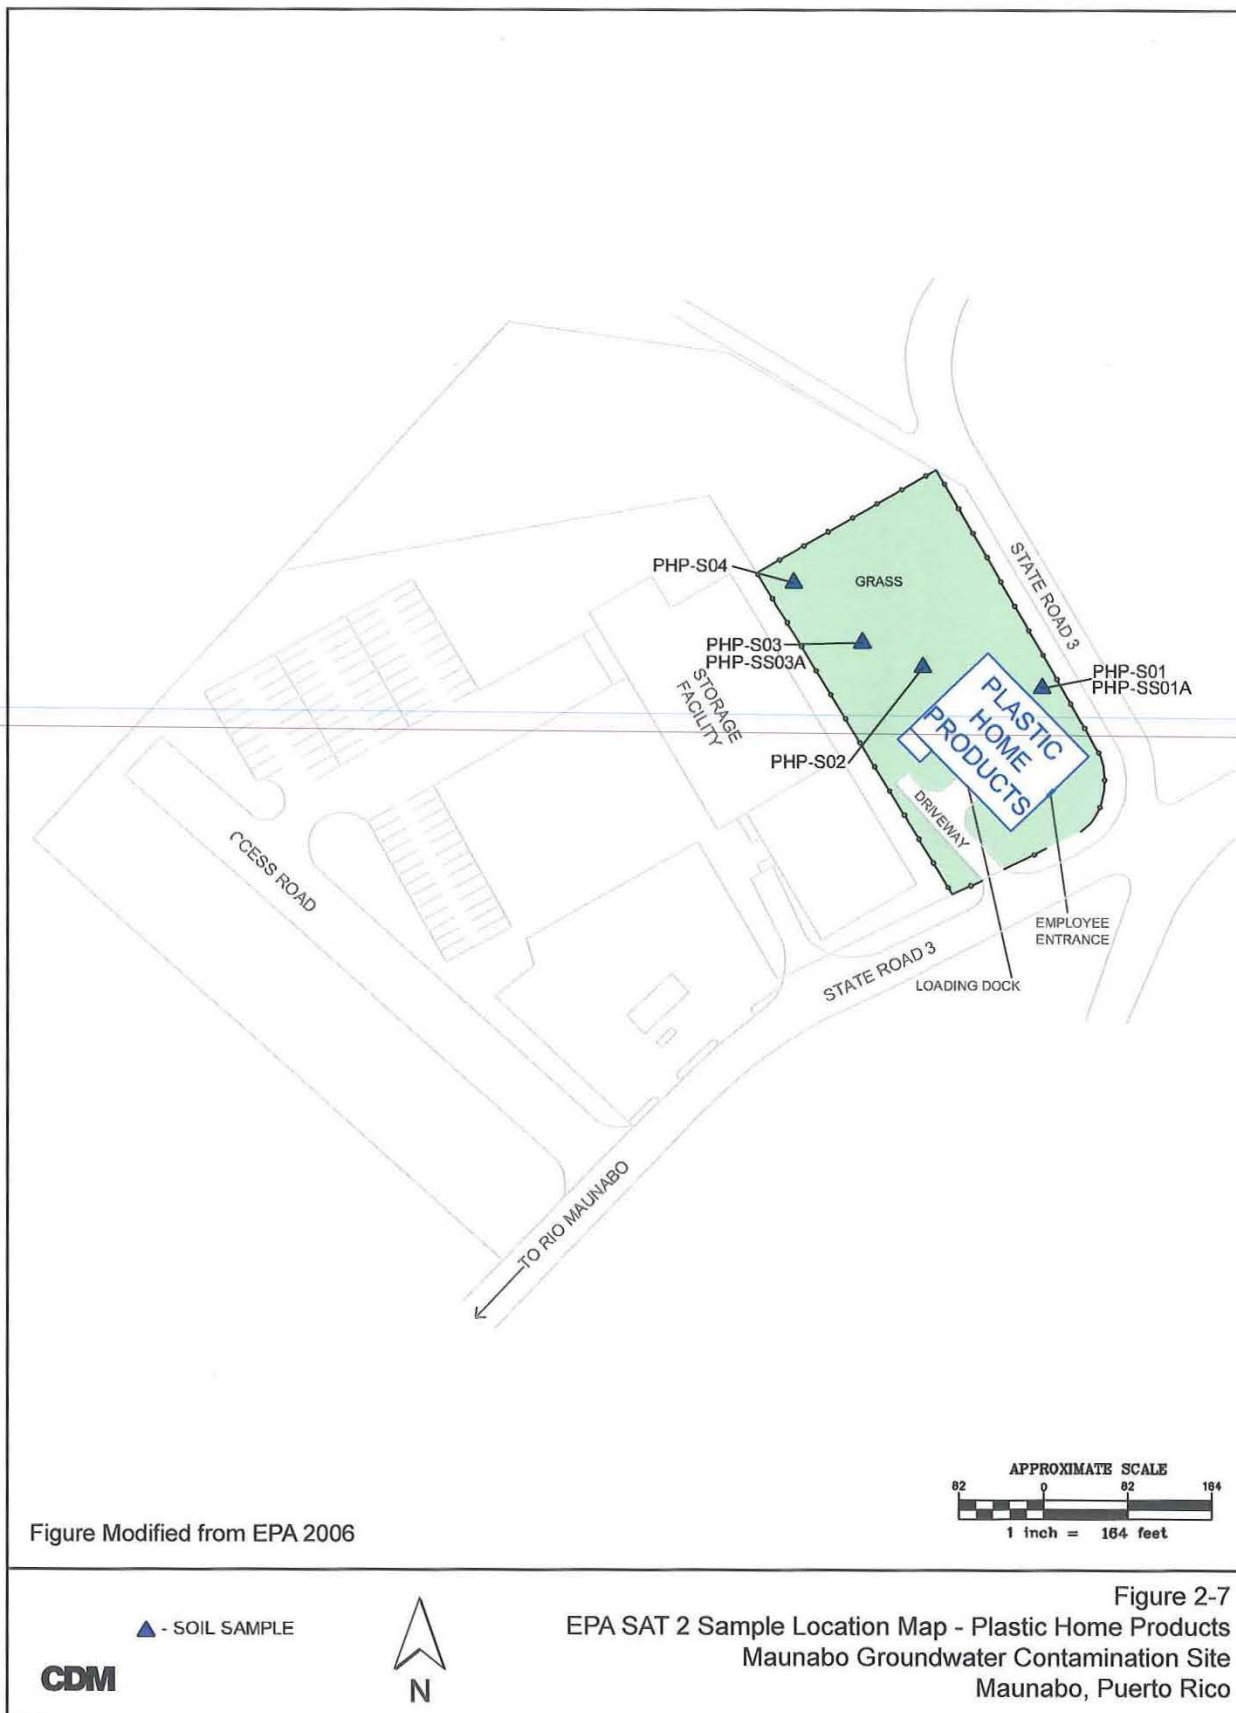 PHP-S04
GRASS
STATE ROAD 3
PHP-S03
PHP-SS03A
PHP-S01
PHP-SS01A
STORAGE
FACILITY
PLASTIC
HOME
PRODUCTS
PHP-S02
DRIVEWAY
CCESS ROAD
EMPLOYEE
ENTRANCE
STATE ROAD 3
LOADING DOCK
TO RIO MAUNABO
APPROXIMATE SCALE
82 0 82 164
1 inch = 164 feet
Figure Modified from EPA 2006
Figure 2-7
- SOIL SAMPLE
EPA SAT 2 Sample Location Map - Plastic Home Products
Maunabo Groundwater Contamination Site
Maunabo, Puerto Rico
CDM
N